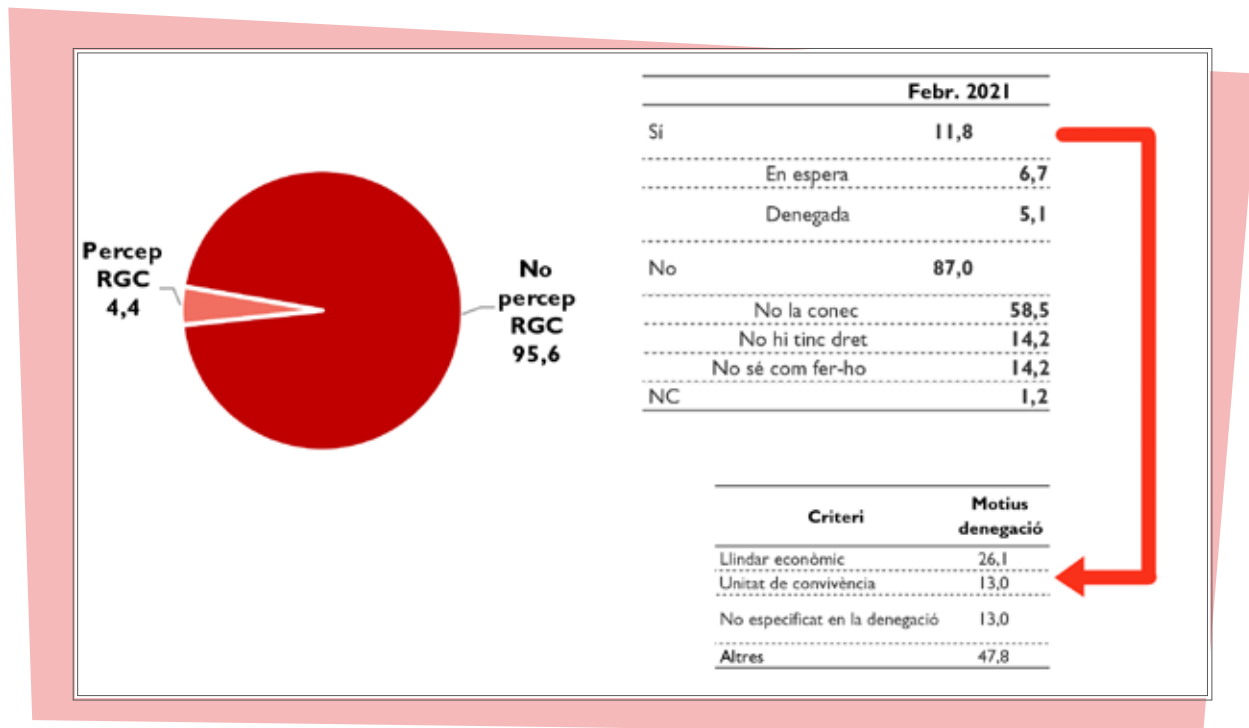 Percep
RGC
4,4
No
percep
RGC
95,6
Febr. 2021
Sí 11,8
En espera 6,7
Denegada 5,1
No 87,0
No la conec 58,5
No hi tinc dret 14,2
No sé com fer-ho 14,2
NC 1,2
Criteri Motius denegació
Llindar econòmic 26,1
Unitat de convivència 13,0
No especificat en la denegació 13,0
Altres 47,8